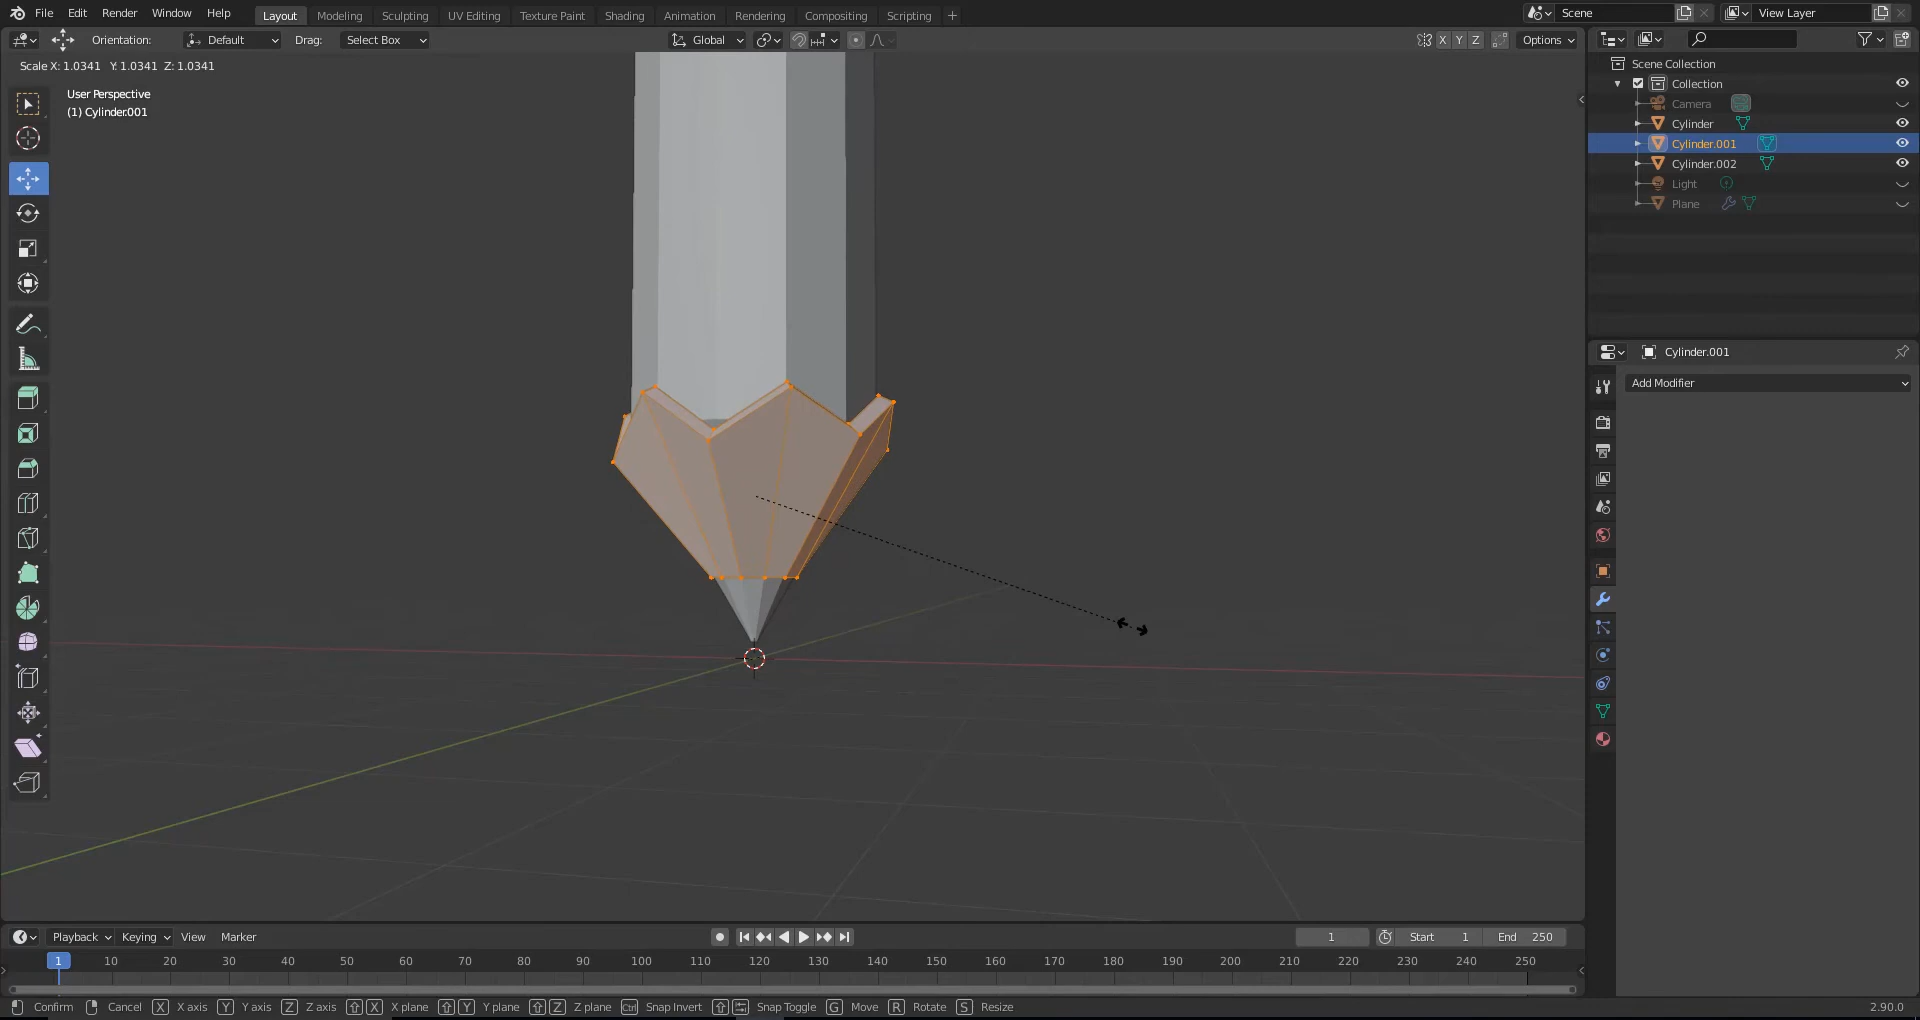 File Edit Render Window Help Layout Modeling Sculpting UV Editing Texture Paint Shading Animation Rendering Compositing Scripting + Scene View Layer
Orientation: Default Drag: Select Box Global X Y Z Options
Scale X: 1.0341 Y: 1.0341 Z: 1.0341
User Perspective
(1) Cylinder.001
Scene Collection
Collection
Camera
Cylinder
Cylinder.001
Cylinder.002
Light
Plane
Cylinder.001
Add Modifier
Playback Keying View Marker 1 Start 1 End 250
1 10 20 30 40 50 60 70 80 90 100 110 120 130 140 150 160 170 180 190 200 210 220 230 240 250
Confirm Cancel X X axis Y Y axis Z Z axis X X plane Y Y plane Z Z plane Ctrl Snap Invert Snap Toggle G Move R Rotate S Resize 2.90.0